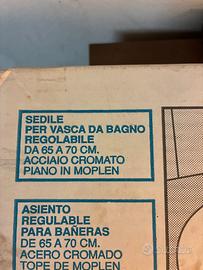 SEDILE
PER VASCA DA BAGNO
REGOLABILE
DA 65 A 70 CM.
ACCIAIO CROMATO
PIANO IN MOPLEN
ASIENTO
REGULABLE
PARA BAÑERAS
DE 65 A 70 CM.
ACERO CROMADO
TOPE DE MOPLEN